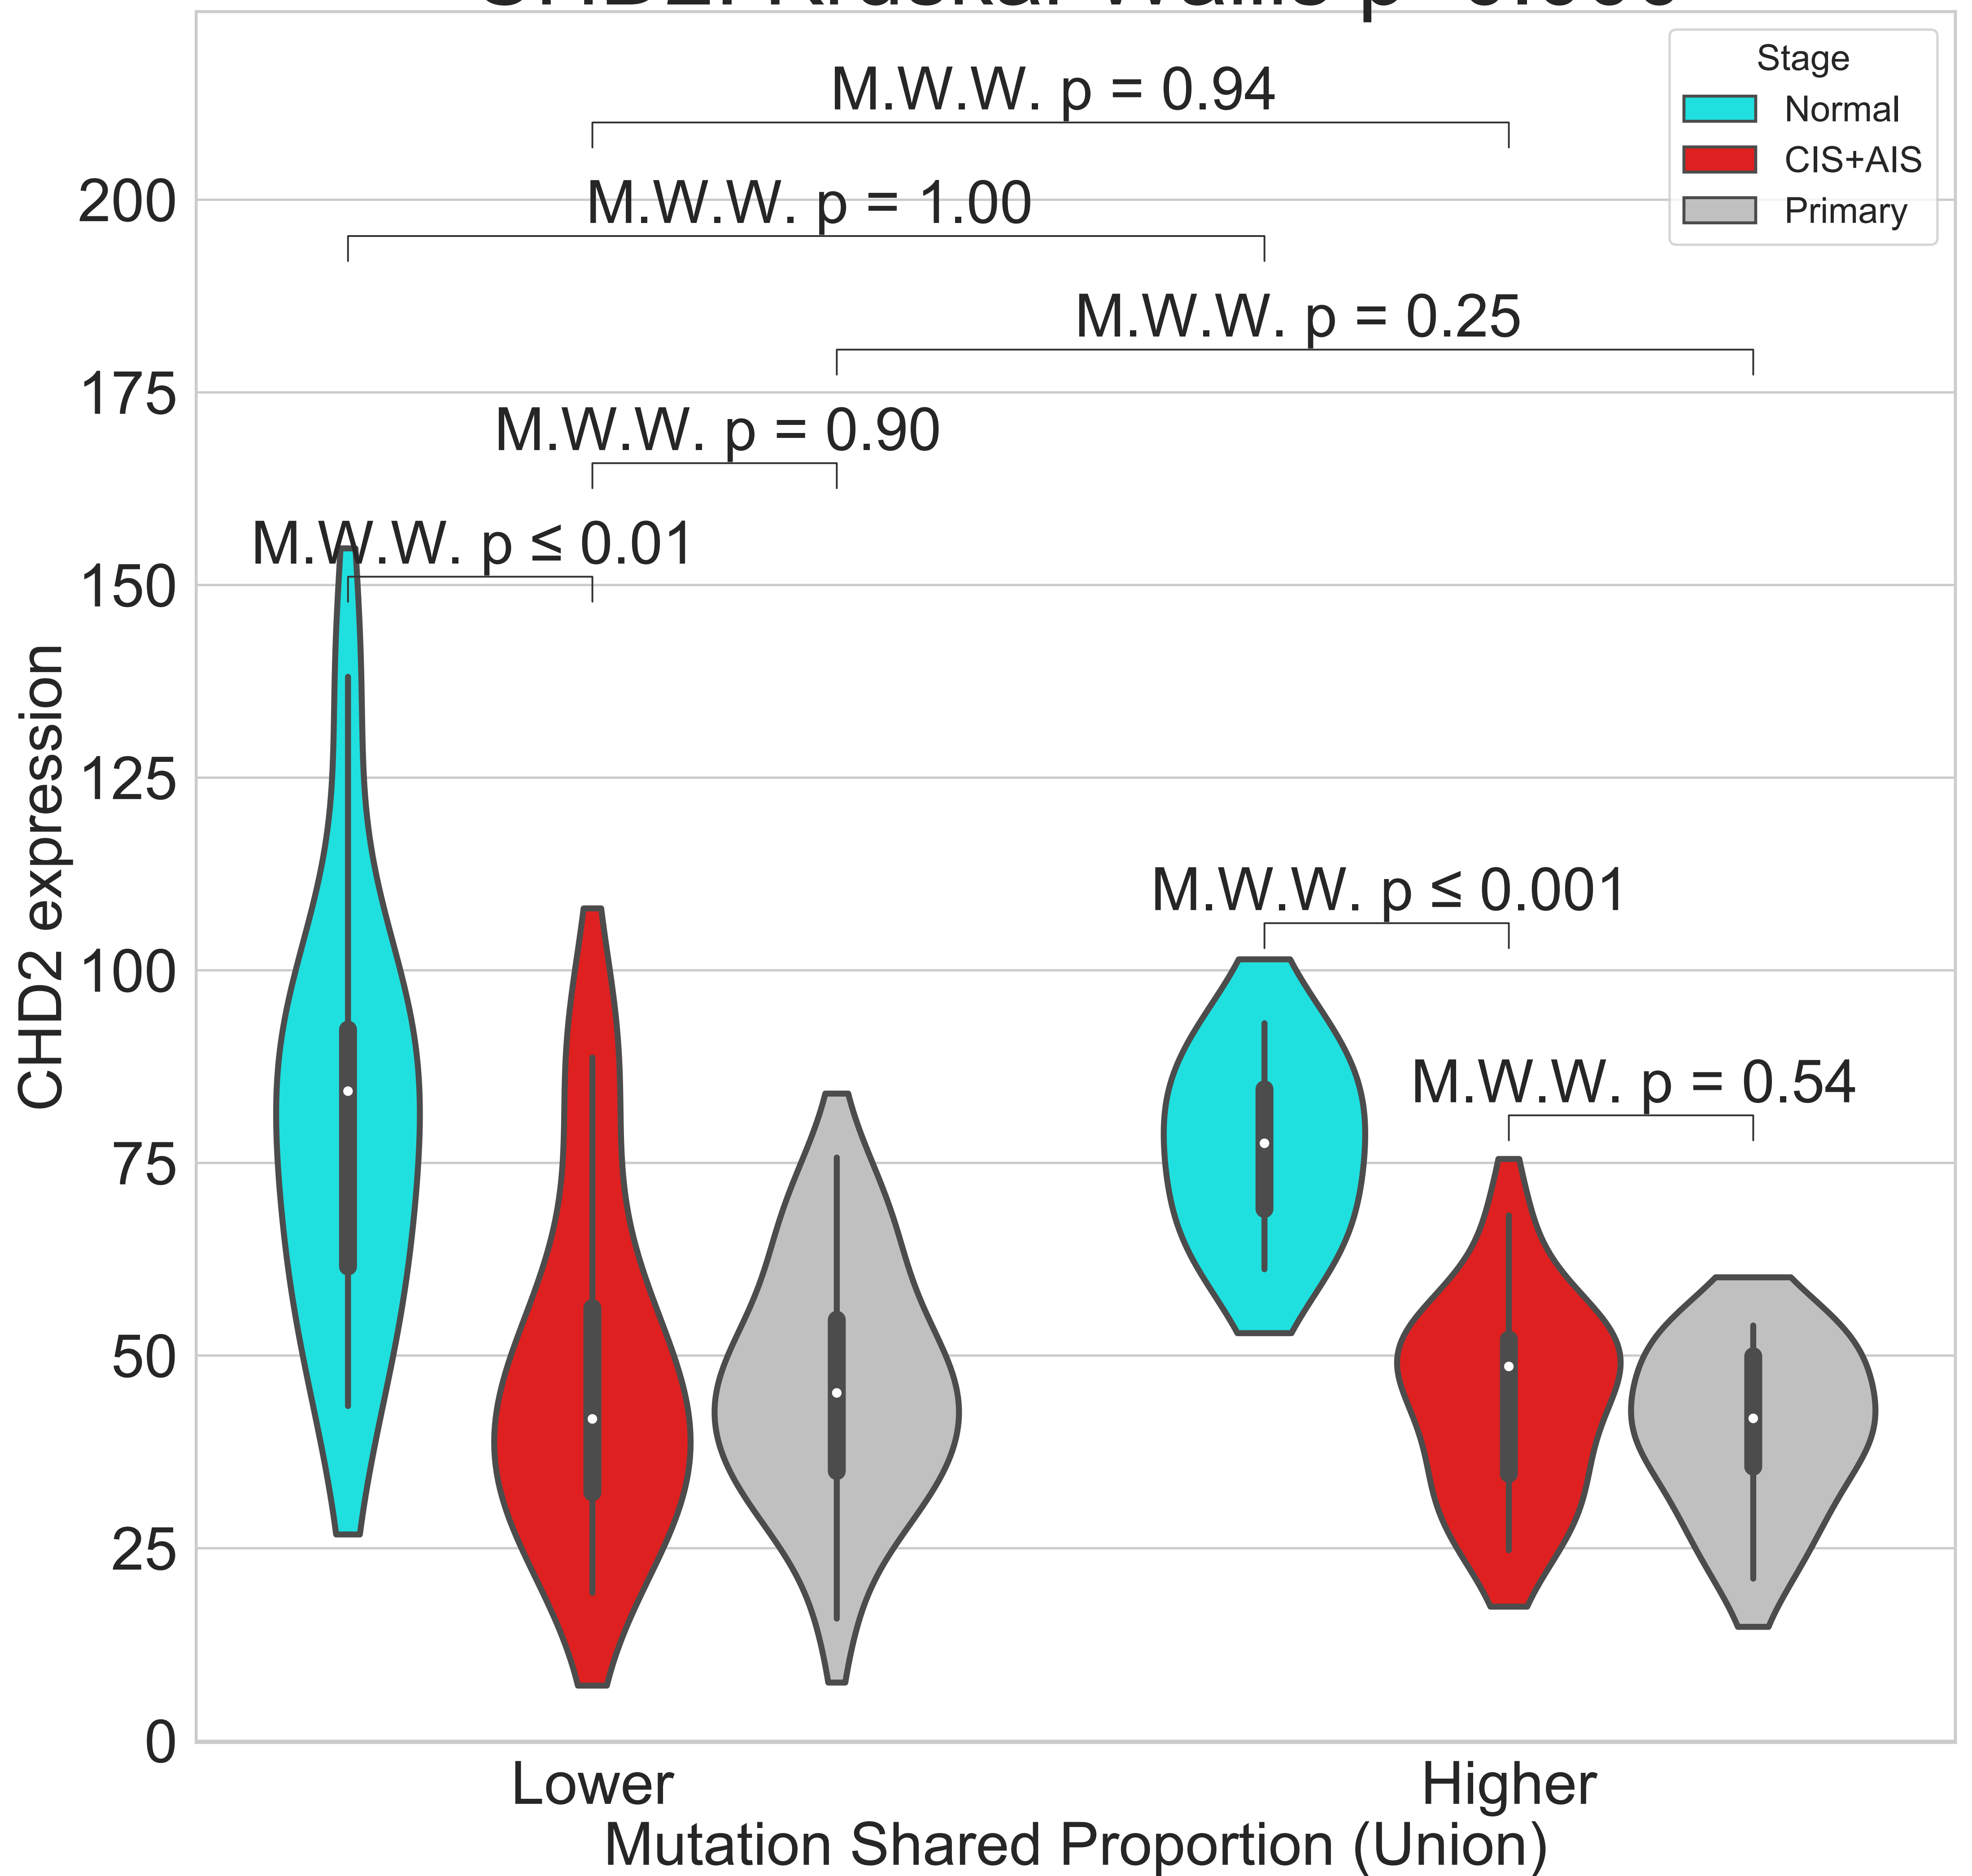 Stage
Normal
CIS+AIS
Primary
M.W.W. p = 0.94
M.W.W. p = 1.00
M.W.W. p = 0.25
M.W.W. p = 0.90
M.W.W. p ≤ 0.01
M.W.W. p ≤ 0.001
M.W.W. p = 0.54
200
175
150
125
100
75
50
25
0
CHD2 expression
Lower
Higher
Mutation Shared Proportion (Union)